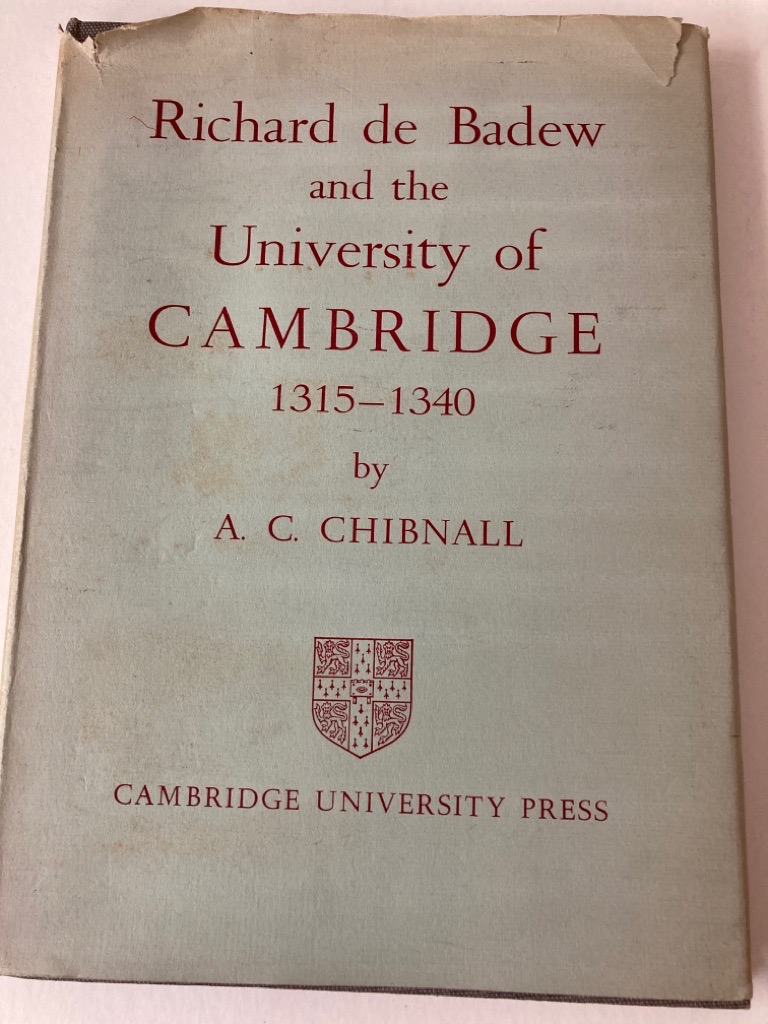 Richard de Badew
and the
University of
CAMBRIDGE
1315–1340
by
A. C. CHIBNALL
CAMBRIDGE UNIVERSITY PRESS